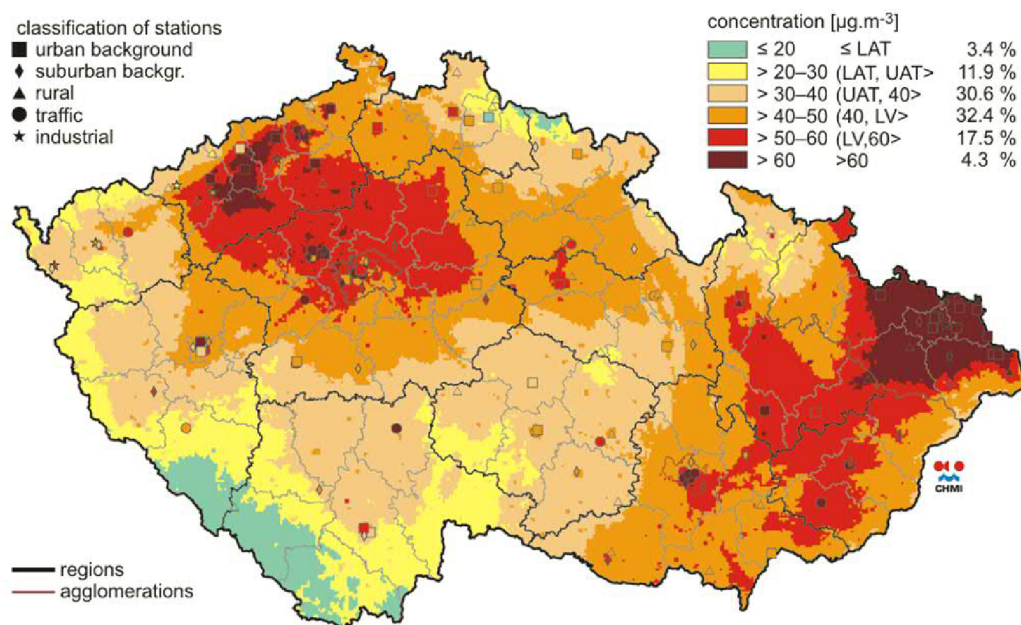 classification of stations
urban background
suburban backgr.
rural
traffic
industrial
concentration [µg.m-3]
≤ 20 ≤ LAT 3.4 %
> 20–30 (LAT, UAT> 11.9 %
> 30–40 (UAT, 40> 30.6 %
> 40–50 (40, LV> 32.4 %
> 50–60 (LV,60> 17.5 %
> 60 >60 4.3 %
CHMI
regions
agglomerations